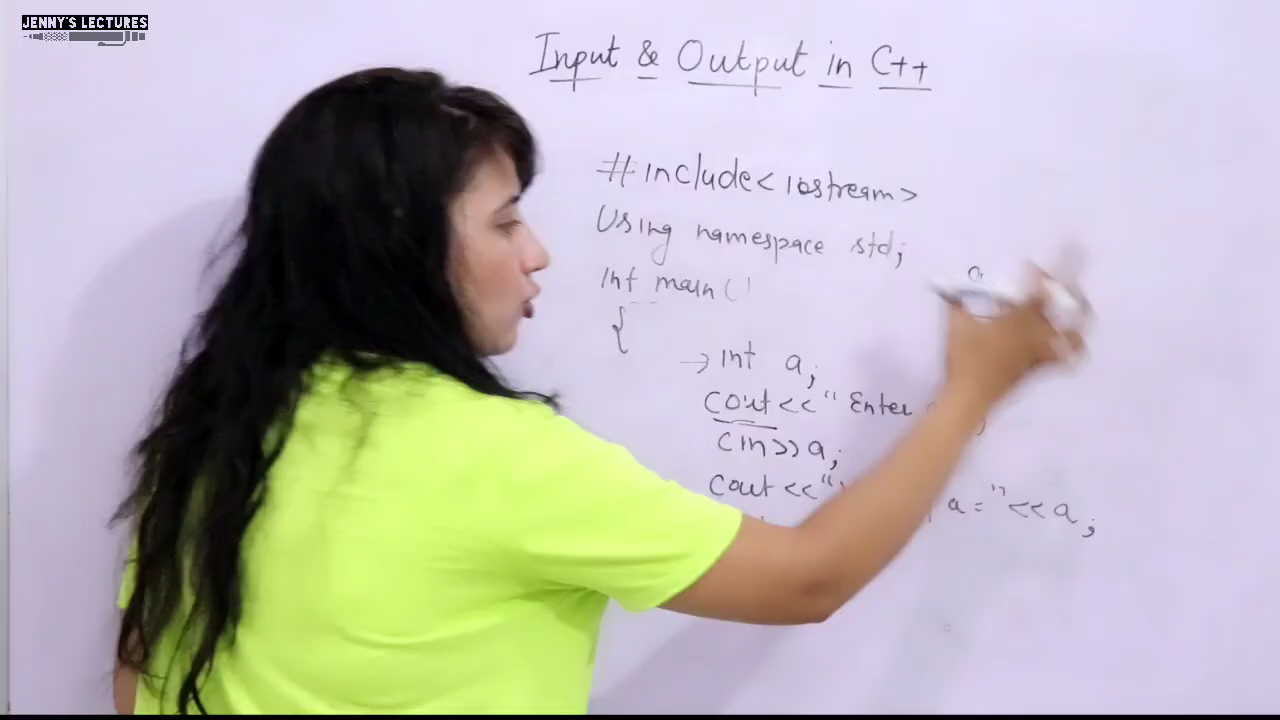 JENNY'S LECTURES
Input & Output in C++
#include<iostream>
Using namespace std;
Int main(
{
a
→ int a;
cout<<"Enter
cin>>a;
cout<<" a="<<a;